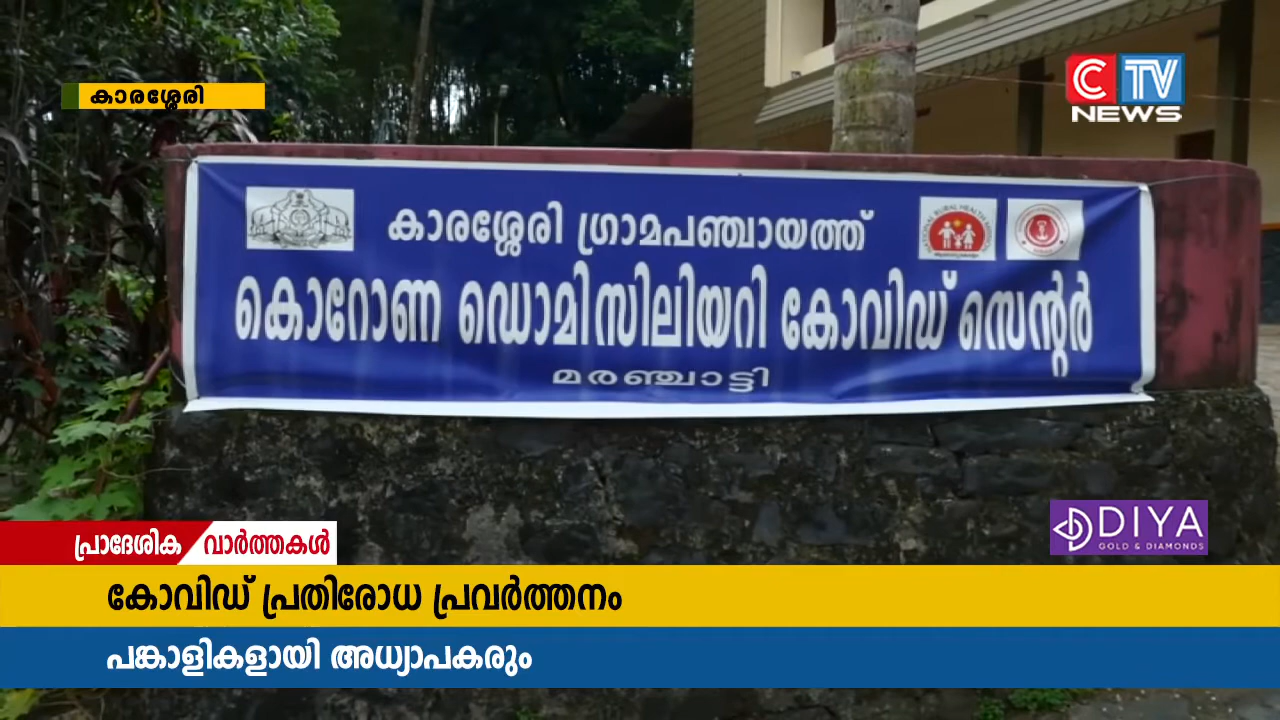 കാരശ്ശേരി
CTV
NEWS
കാരശ്ശേരി ഗ്രാമപഞ്ചായത്ത്
കൊറോണ ഡൊമിസിലിയറി കോവിഡ് സെന്റർ
മരഞ്ചാട്ടി
DIYA
GOLD & DIAMONDS
പ്രാദേശിക വാർത്തകൾ
കോവിഡ് പ്രതിരോധ പ്രവർത്തനം
പങ്കാളികളായി അധ്യാപകരും